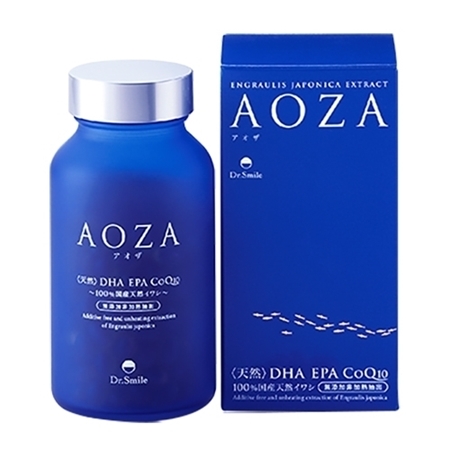 AOZA
アオザ
〈天然〉DHA EPA CoQ10
～100%国産天然イワシ～
無添加非加熱抽出
Additive free and unheating extraction
of Engraulis japonica
Dr.Smile
ENGRAULIS JAPONICA EXTRACT
AOZA
アオザ
Dr.Smile
〈天然〉DHA EPA CoQ10
100%国産天然イワシ 無添加非加熱抽出
Additive free and unheating extraction of Engraulis japonica